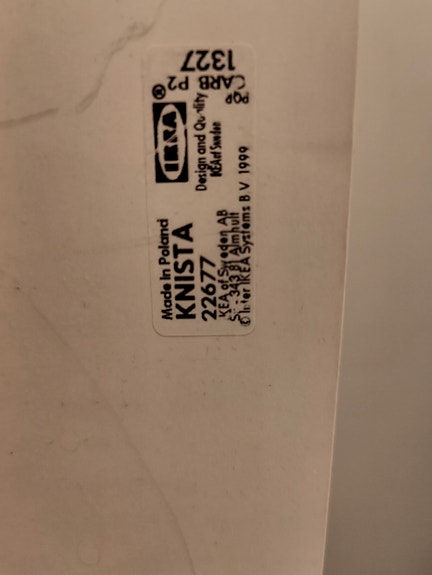 Made in Poland
KNISTA
22677
IKEA of Sweden AB
S - 343 81 Älmhult
© Inter IKEA Systems B V 1999
®
IKEA
Design and Quality
IKEA of Sweden
PQP
CARB P2
1327